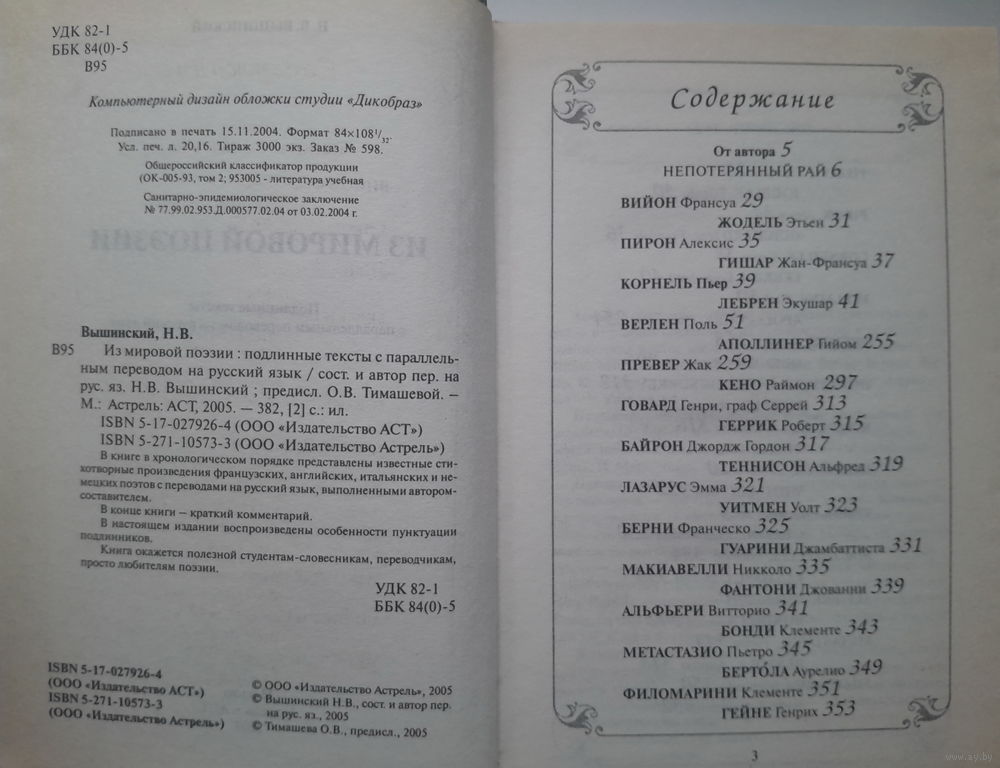 УДК 82-1
ББК 84(0)-5
В95
Компьютерный дизайн обложки студии «Дикобраз»
Подписано в печать 15.11.2004. Формат 84×108 1/32.
Усл. печ. л. 20,16. Тираж 3000 экз. Заказ № 598.
Общероссийский классификатор продукции
(ОК-005-93, том 2; 953005 - литература учебная
Санитарно-эпидемиологическое заключение
№ 77.99.02.953.Д.000577.02.04 от 03.02.2004 г.
Вышинский, Н.В.
В95 Из мировой поэзии : подлинные тексты с параллель-
ным переводом на русский язык / сост. и автор пер. на
рус. яз. Н.В. Вышинский ; предисл. О.В. Тимашевой. –
М.: Астрель: АСТ, 2005. — 382, [2] с.: ил.
ISBN 5-17-027926-4 (ООО «Издательство АСТ»)
ISBN 5-271-10573-3 (ООО «Издательство Астрель»)
В книге в хронологическом порядке представлены известные сти-
хотворные произведения французских, английских, итальянских и не-
мецких поэтов с переводами на русский язык, выполненными автором-
составителем.
В конце книги – краткий комментарий.
В настоящем издании воспроизведены особенности пунктуации
подлинников.
Книга окажется полезной студентам-словесникам, переводчикам,
просто любителям поэзии.
УДК 82-1
ББК 84(0)-5
ISBN 5-17-027926-4
(ООО «Издательство АСТ»)
ISBN 5-271-10573-3
(ООО «Издательство Астрель»)
© ООО «Издательство Астрель», 2005
© Вышинский Н.В., сост. и автор пер.
на рус. яз., 2005
© Тимашева О.В., предисл., 2005
Содержание
От автора 5
НЕПОТЕРЯННЫЙ РАЙ 6
ВИЙОН Франсуа 29
ЖОДЕЛЬ Этьен 31
ПИРОН Алексис 35
ГИШАР Жан-Франсуа 37
КОРНЕЛЬ Пьер 39
ЛЕБРЕН Экушар 41
ВЕРЛЕН Поль 51
АПОЛЛИНЕР Гийом 255
ПРЕВЕР Жак 259
КЕНО Раймон 297
ГОВАРД Генри, граф Серрей 313
ГЕРРИК Роберт 315
БАЙРОН Джордж Гордон 317
ТЕННИСОН Альфред 319
ЛАЗАРУС Эмма 321
УИТМЕН Уолт 323
БЕРНИ Франческо 325
ГУАРИНИ Джамбаттиста 331
МАКИАВЕЛЛИ Никколо 335
ФАНТОНИ Джованни 339
АЛЬФЬЕРИ Витторио 341
БОНДИ Клементе 343
МЕТАСТАЗИО Пьетро 345
БЕРТÓЛА Аурелио 349
ФИЛОМАРИНИ Клементе 351
ГЕЙНЕ Генрих 353
3
www.ay.by